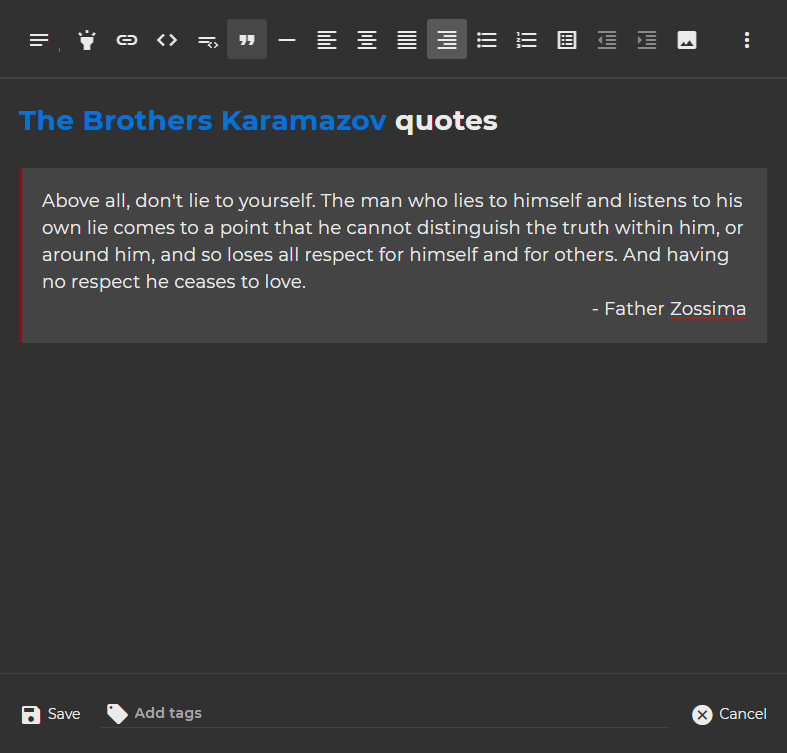 The Brothers Karamazov quotes
Above all, don't lie to yourself. The man who lies to himself and listens to his
own lie comes to a point that he cannot distinguish the truth within him, or
around him, and so loses all respect for himself and for others. And having
no respect he ceases to love.
- Father Zossima
Save
Add tags
Cancel